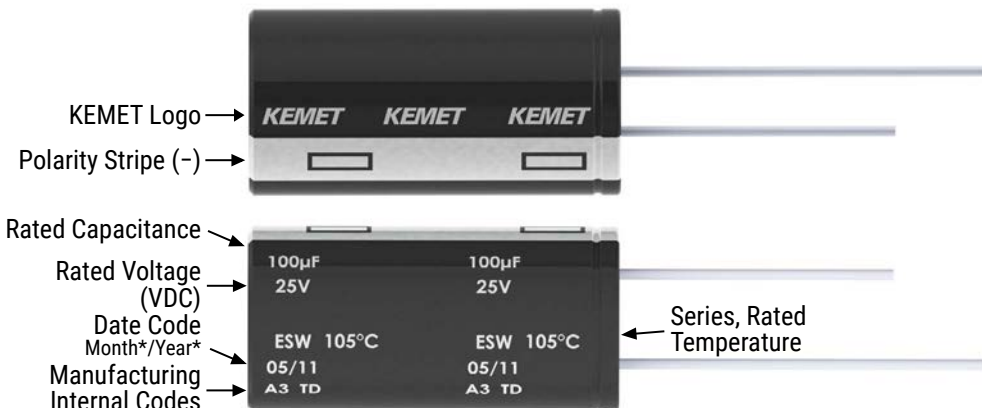 KEMET Logo
KEMET KEMET KEMET
Polarity Stripe (−)
Rated Capacitance
100µF 100µF
Rated Voltage
(VDC)
25V 25V
Date Code
Month*/Year*
ESW 105°C ESW 105°C
Series, Rated
Temperature
05/11 05/11
Manufacturing
Internal Codes
A3 TD A3 TD